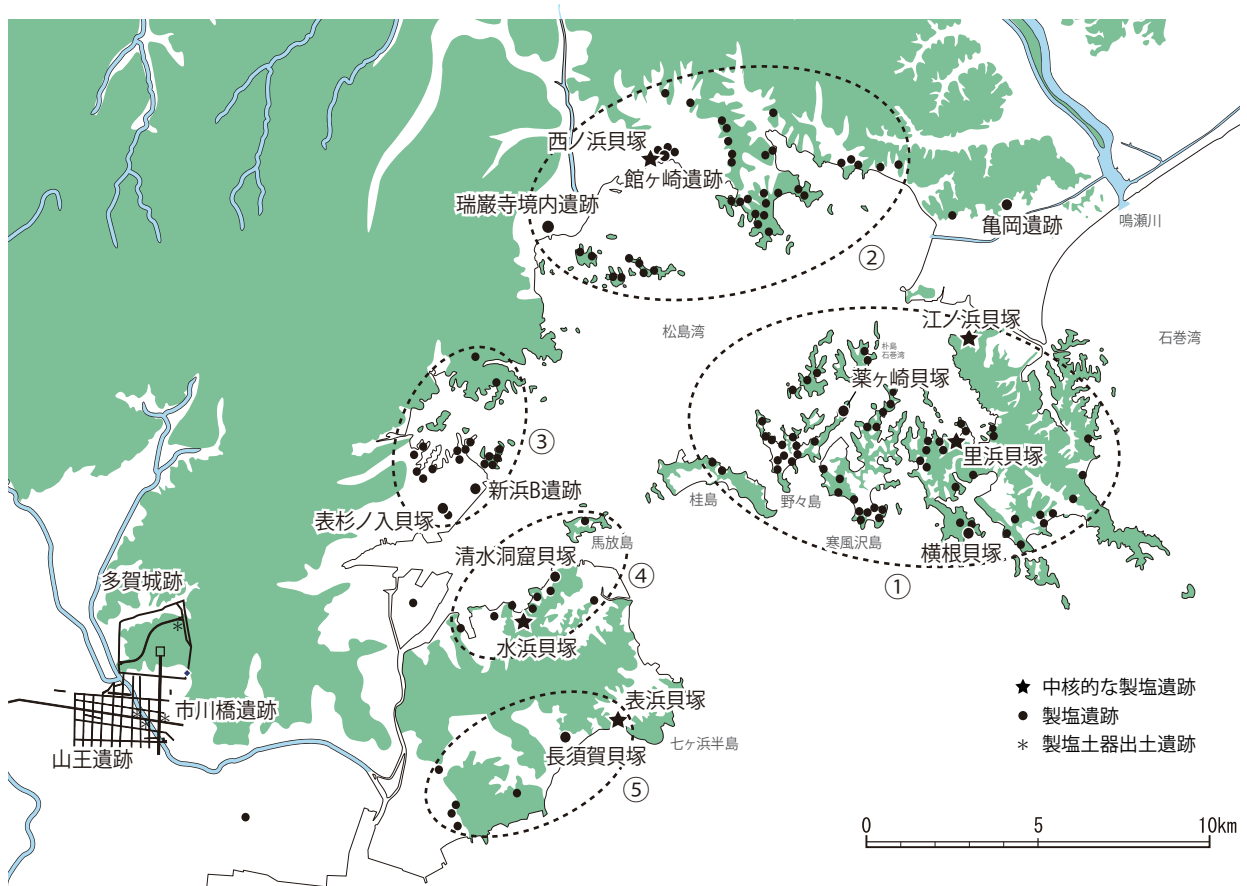 西ノ浜貝塚
館ヶ崎遺跡
瑞巌寺境内遺跡
亀岡遺跡
鳴瀬川
②
江ノ浜貝塚
松島湾
石巻湾
朴島
石巻湾
薬ヶ崎貝塚
③
里浜貝塚
新浜B遺跡
桂島
野々島
表杉ノ入貝塚
馬放島
寒風沢島
横根貝塚
清水洞窟貝塚
④
①
多賀城跡
水浜貝塚
中核的な製塩遺跡
表浜貝塚
市川橋遺跡
製塩遺跡
七ヶ浜半島
製塩土器出土遺跡
山王遺跡
長須賀貝塚
⑤
0 5 10km